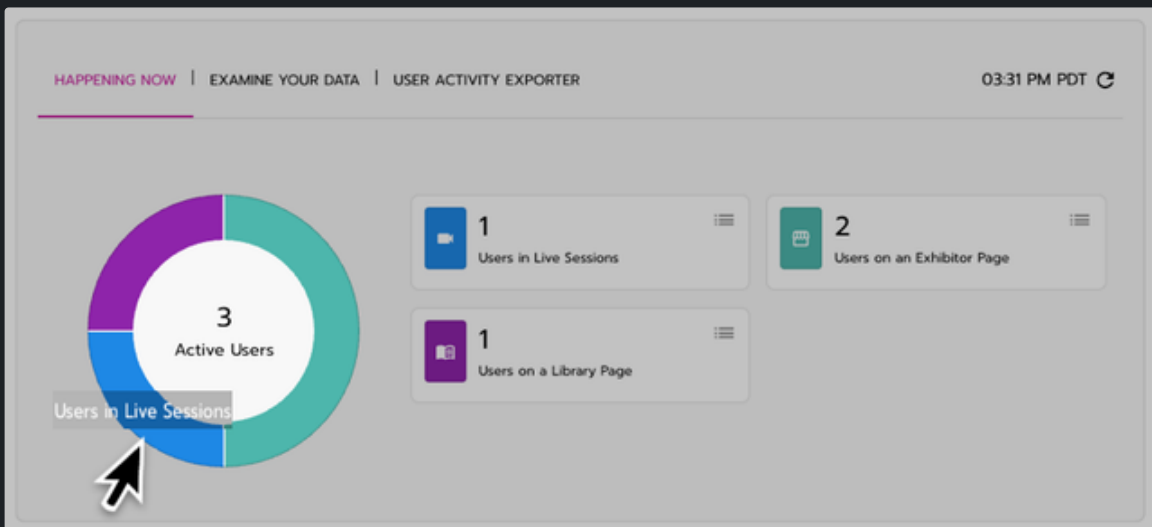 HAPPENING NOW | EXAMINE YOUR DATA | USER ACTIVITY EXPORTER
03:31 PM PDT
3
Active Users
Users in Live Sessions
1
Users in Live Sessions
2
Users on an Exhibitor Page
1
Users on a Library Page